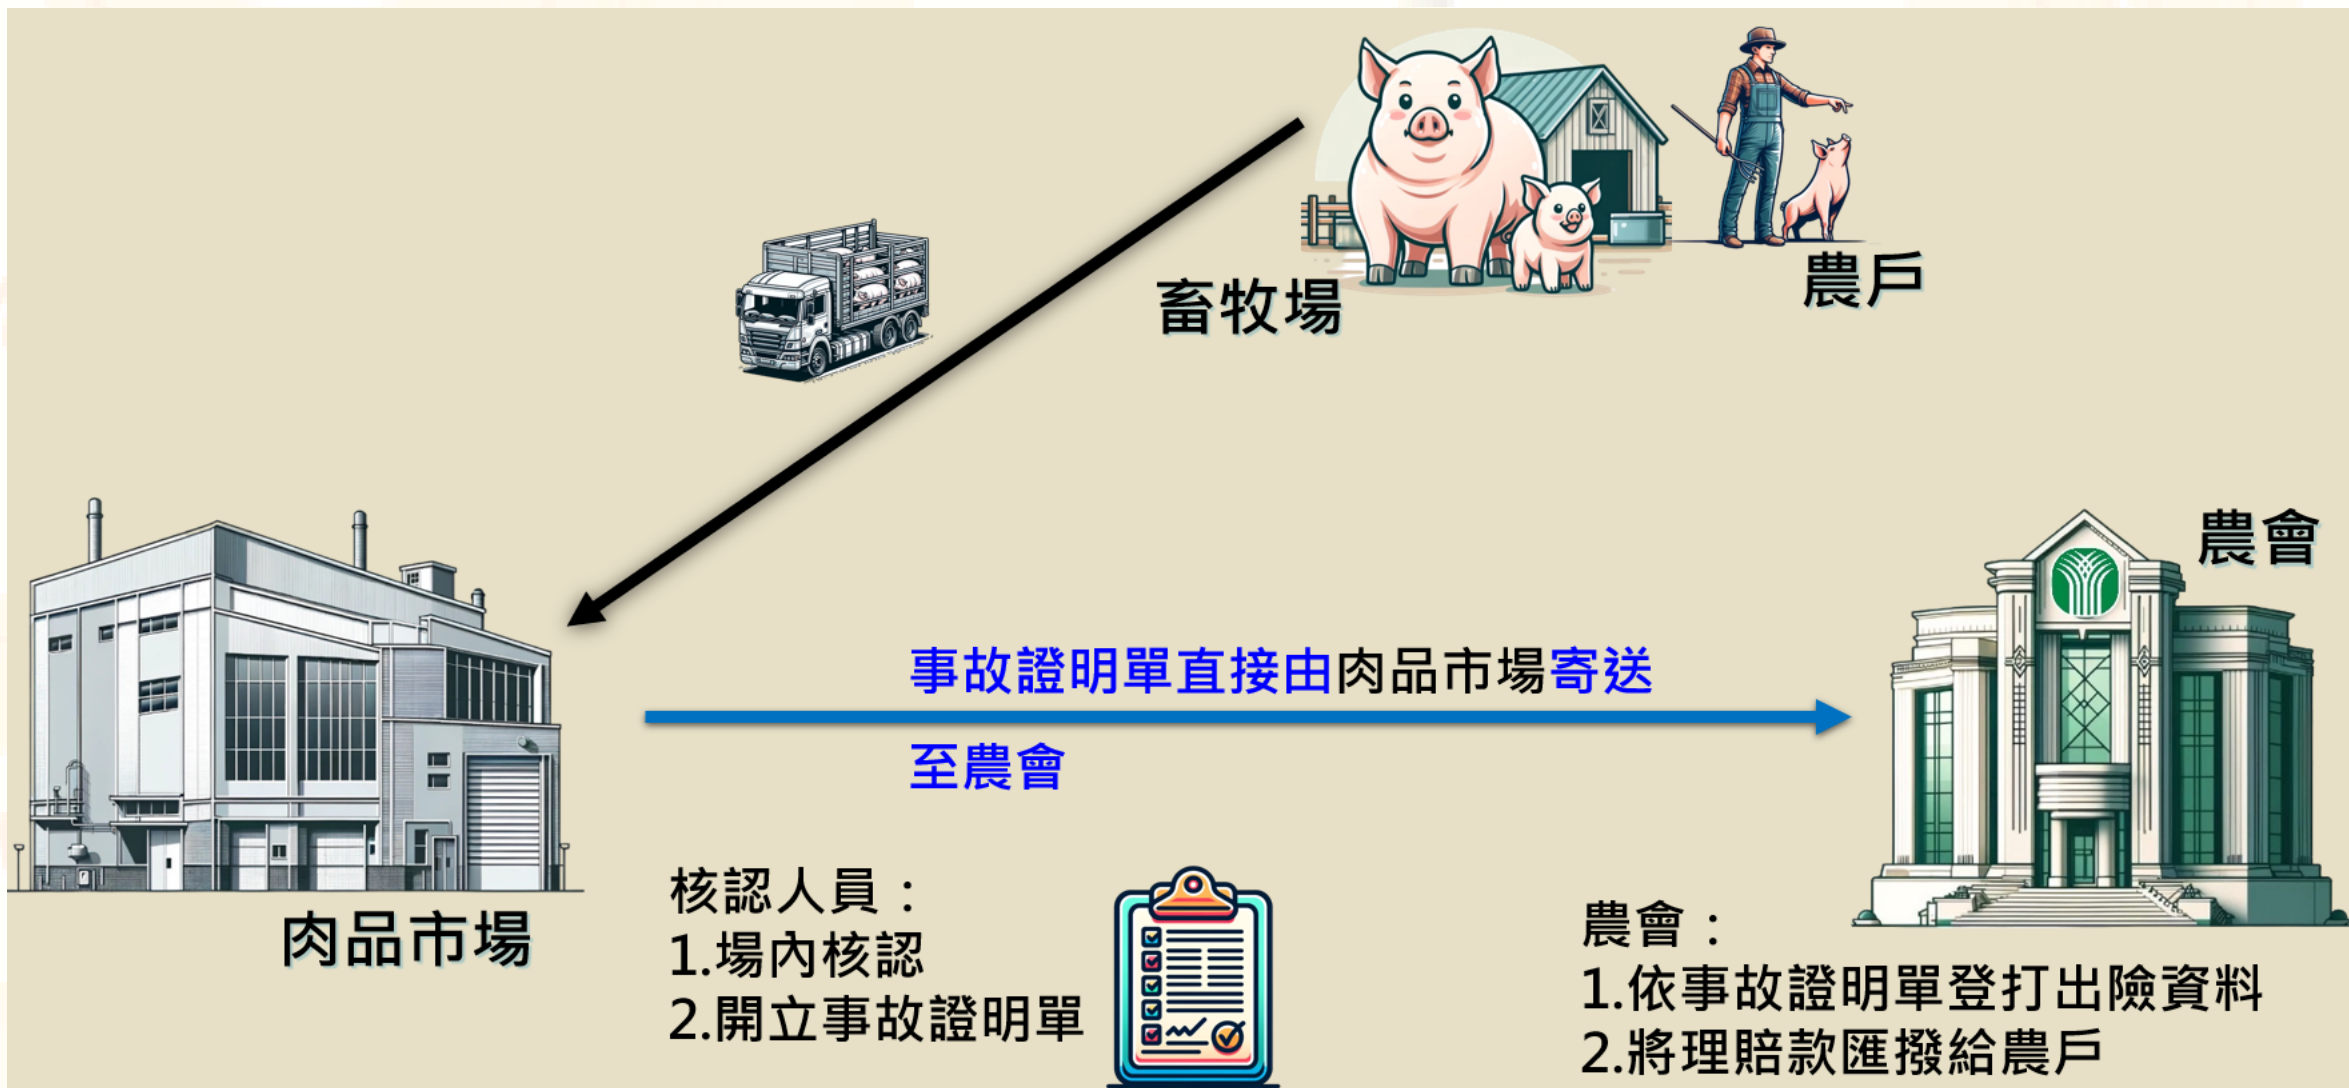 畜牧場
農戶
農會
事故證明單直接由肉品市場寄送
至農會
肉品市場
核認人員：
1.場內核認
2.開立事故證明單
農會：
1.依事故證明單登打出險資料
2.將理賠款匯撥給農戶